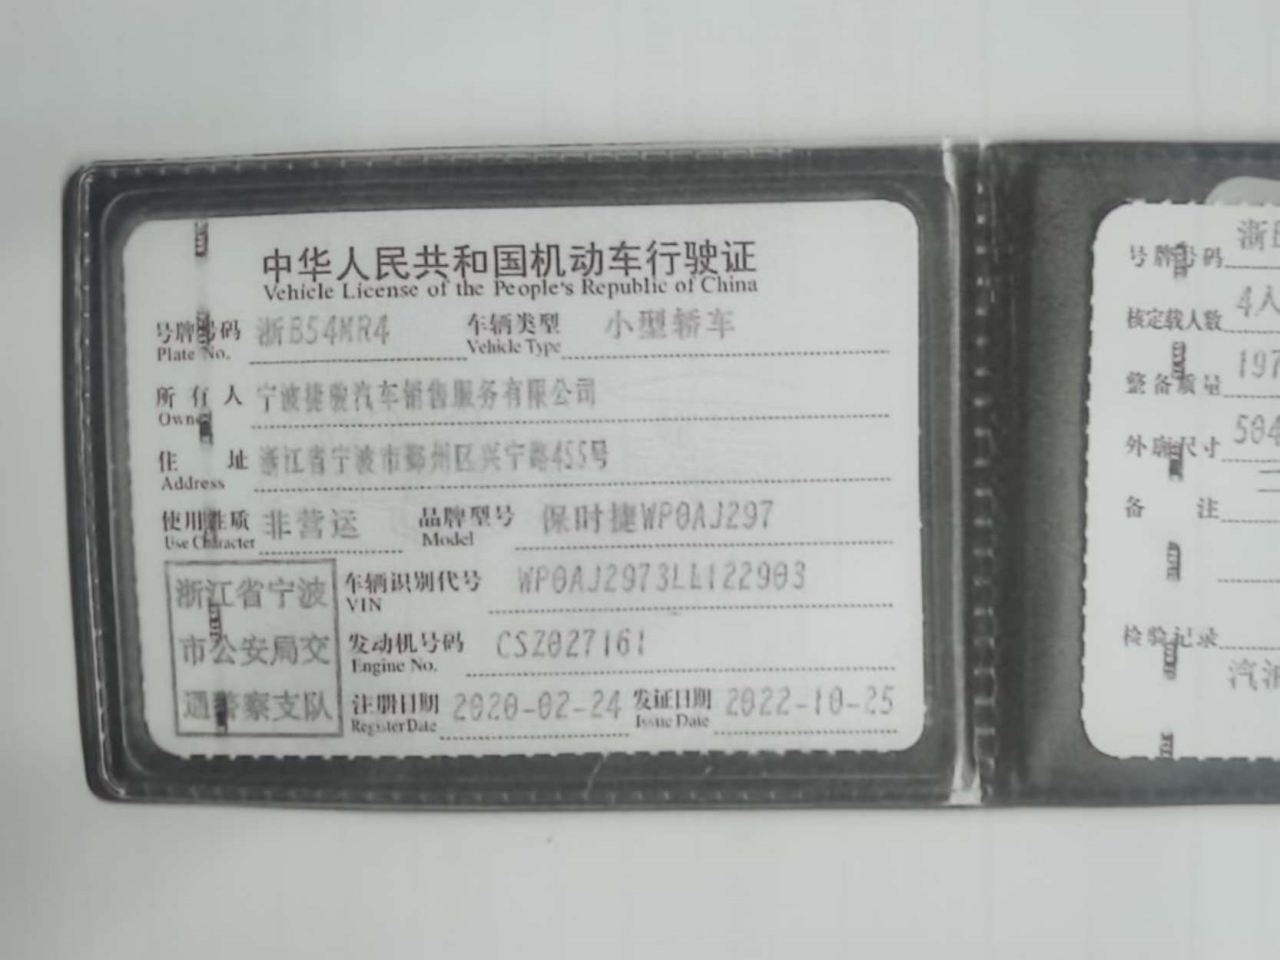 中华人民共和国机动车行驶证
Vehicle License of the People's Republic of China
号牌号码 浙B54MR4 车辆类型 小型轿车
Plate No. Vehicle Type
所有人 宁波捷骏汽车销售服务有限公司
Owner
住址 浙江省宁波市鄞州区兴宁路455号
Address
使用性质 非营运 品牌型号 保时捷WP0AJ297
Use Character Model
浙江省宁波
市公安局交
通警察支队
车辆识别代号 WP0AJ2973LL122903
VIN
发动机号码 CSZ027161
Engine No.
注册日期 2020-02-24 发证日期 2022-10-25
Register Date Issue Date
号牌号码 浙
核定载人数 4人
整备质量 197
外廓尺寸 504
备注
检验记录
汽油